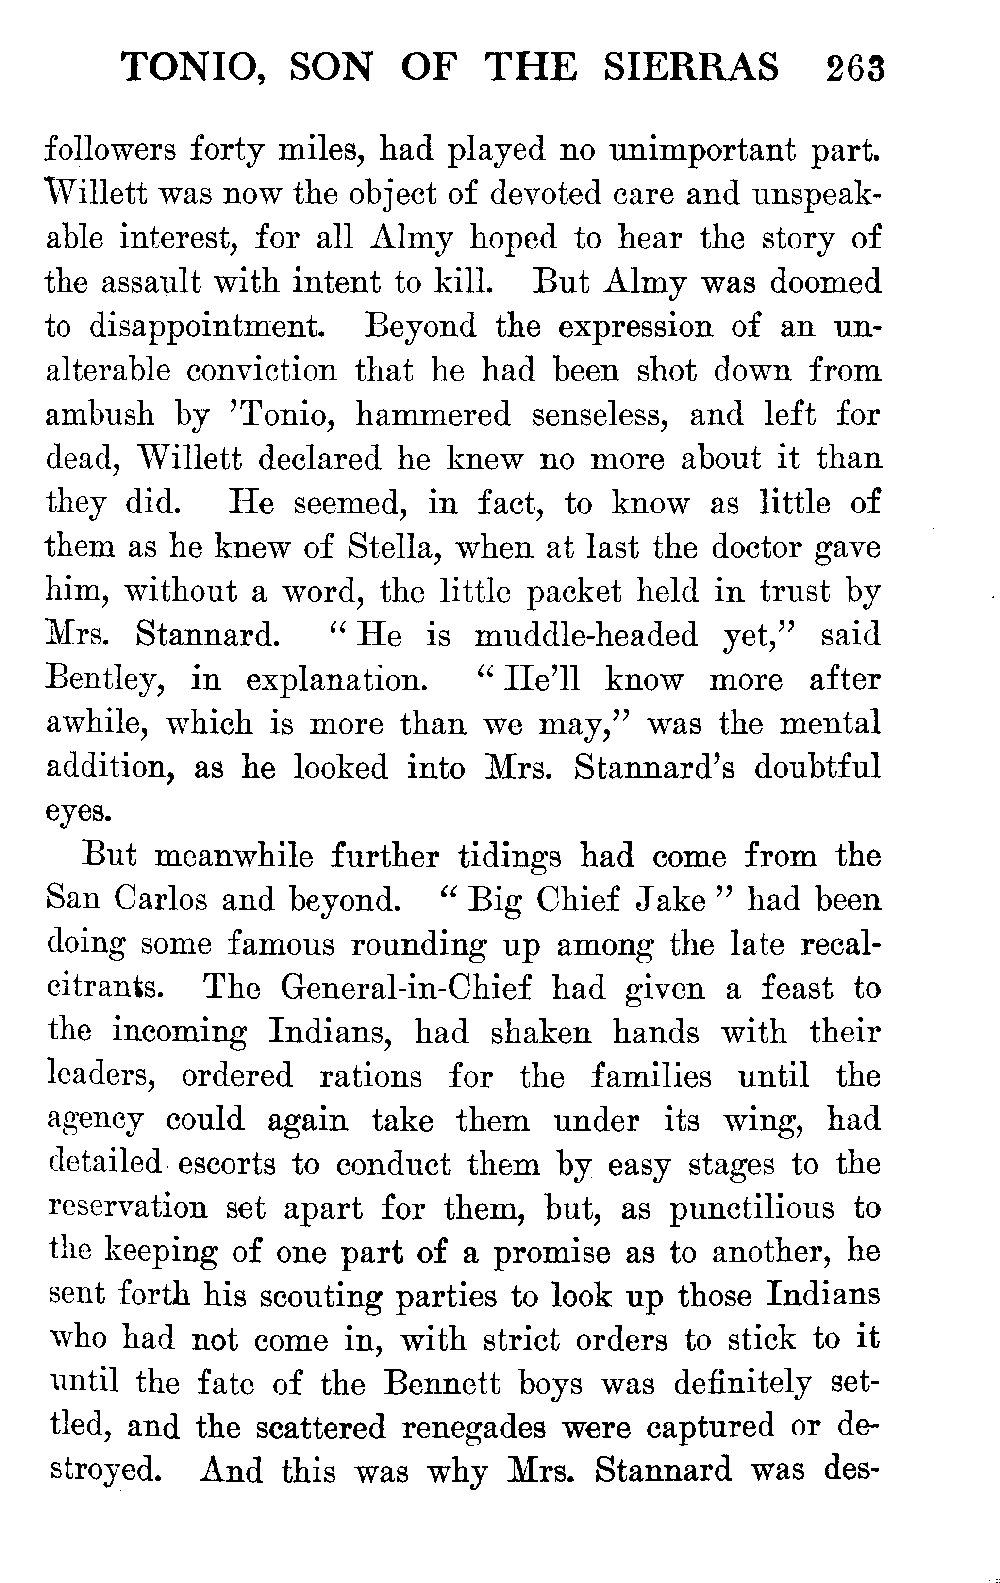 TONIO, SON OF THE SIERRAS 263
followers forty miles, had played no unimportant part.
Willett was now the object of devoted care and unspeak-
able interest, for all Almy hoped to hear the story of
the assault with intent to kill. But Almy was doomed
to disappointment. Beyond the expression of an un-
alterable conviction that he had been shot down from
ambush by ’Tonio, hammered senseless, and left for
dead, Willett declared he knew no more about it than
they did. He seemed, in fact, to know as little of
them as he knew of Stella, when at last the doctor gave
him, without a word, the little packet held in trust by
Mrs. Stannard. “ He is muddle-headed yet,” said
Bentley, in explanation. “ He’ll know more after
awhile, which is more than we may,” was the mental
addition, as he looked into Mrs. Stannard’s doubtful
eyes.
But meanwhile further tidings had come from the
San Carlos and beyond. “ Big Chief Jake ” had been
doing some famous rounding up among the late recal-
citrants. The General-in-Chief had given a feast to
the incoming Indians, had shaken hands with their
leaders, ordered rations for the families until the
agency could again take them under its wing, had
detailed escorts to conduct them by easy stages to the
reservation set apart for them, but, as punctilious to
the keeping of one part of a promise as to another, he
sent forth his scouting parties to look up those Indians
who had not come in, with strict orders to stick to it
until the fate of the Bennett boys was definitely set-
tled, and the scattered renegades were captured or de-
stroyed. And this was why Mrs. Stannard was des-